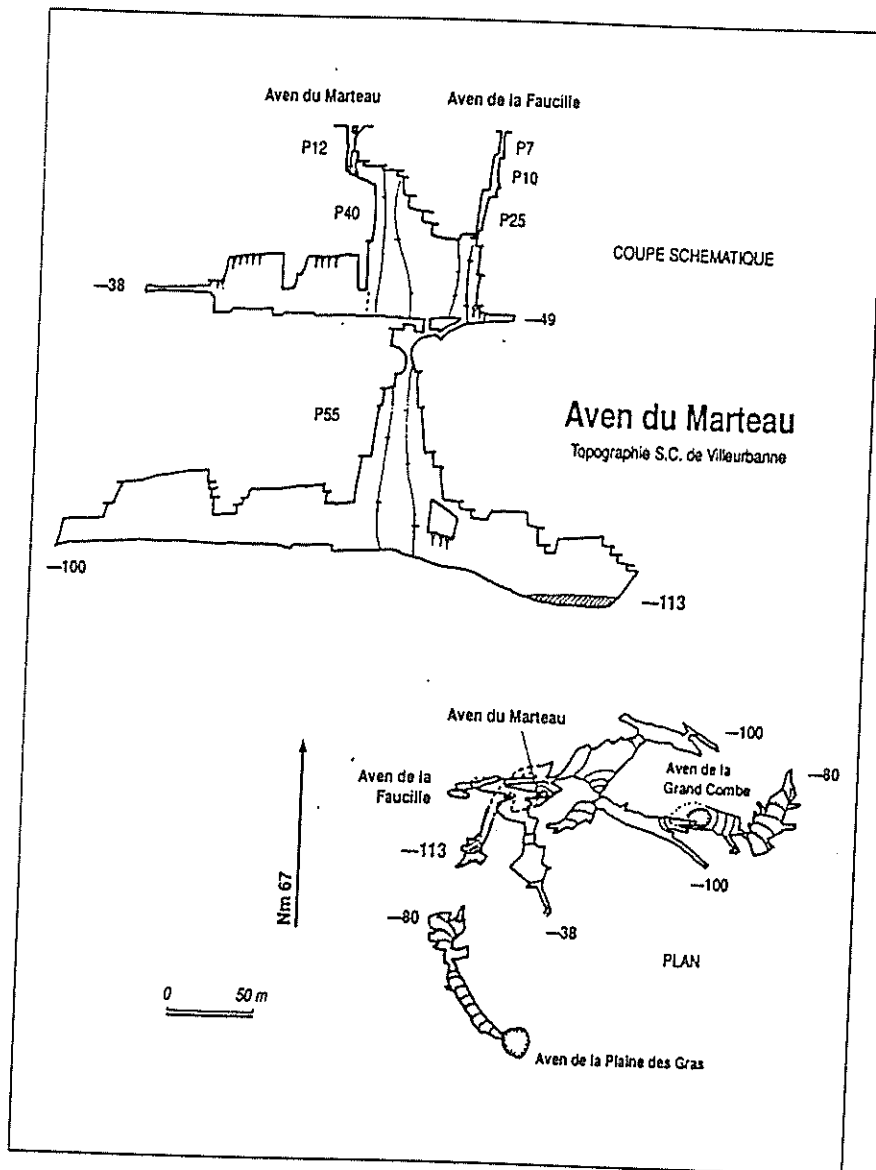 Aven du Marteau
Aven de la Faucille
P12
P7
P10
P40
P25
COUPE SCHEMATIQUE
—38
—49
Aven du Marteau
Topographie S.C. de Villeurbanne
P55
—100
—113
Aven du Marteau
—100
Aven de la
Grand Combe
—80
Aven de la
Faucille
—113
—100
Nm 67
—80
—38
PLAN
0 50 m
Aven de la Plaine des Gras